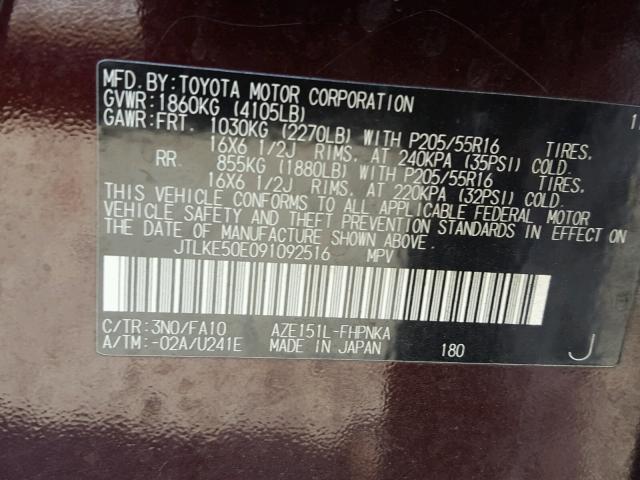 MFD.BY:TOYOTA MOTOR CORPORATION 1
GVWR:1860KG (4105LB)
GAWR:FRT. 1030KG (2270LB) WITH P205/55R16 TIRES,
16X6 1/2J RIMS, AT 240KPA (35PSI) COLD.
RR. 855KG (1880LB) WITH P205/55R16 TIRES,
16X6 1/2J RIMS, AT 220KPA (32PSI) COLD.
THIS VEHICLE CONFORMS TO ALL APPLICABLE FEDERAL MOTOR
VEHICLE SAFETY AND THEFT PREVENTION STANDARDS IN EFFECT ON
THE DATE OF MANUFACTURE SHOWN ABOVE.
JTLKE50E091092516 MPV
C/TR:3N0/FA10 AZE151L-FHPNKA
A/TM:-02A/U241E MADE IN JAPAN 180 J